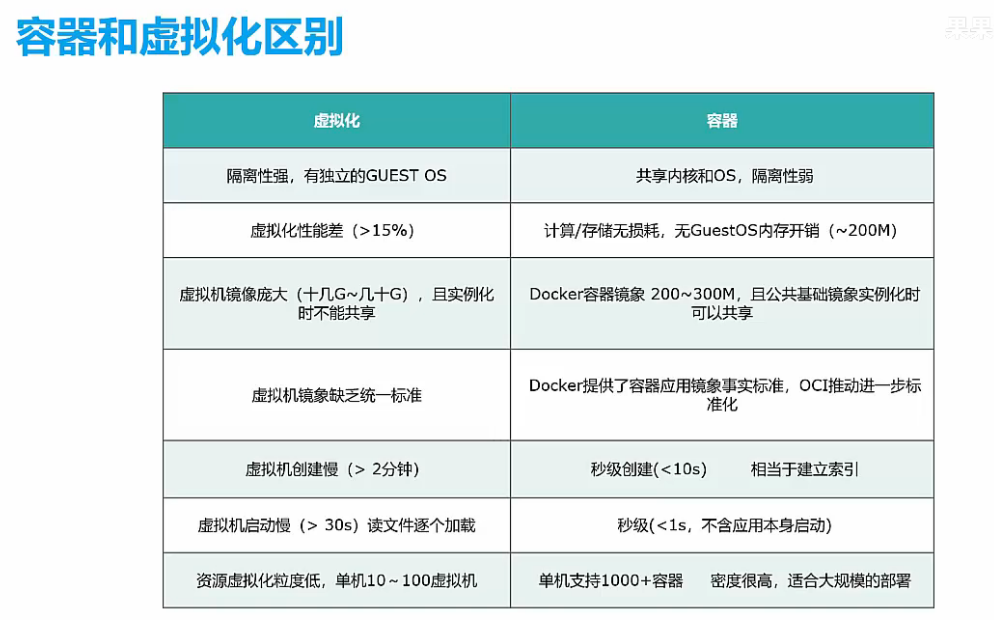 容器和虚拟化区别
虚拟化 容器
隔离性强，有独立的GUEST OS 共享内核和OS，隔离性弱
虚拟化性能差（>15%） 计算/存储无损耗，无GuestOS内存开销（~200M）
虚拟机镜像庞大（十几G~几十G），且实例化
时不能共享
Docker容器镜象 200~300M，且公共基础镜象实例化时
可以共享
虚拟机镜象缺乏统一标准
Docker提供了容器应用镜象事实标准，OCI推动进一步标
准化
虚拟机创建慢（> 2分钟） 秒级创建(<10s) 相当于建立索引
虚拟机启动慢（> 30s）读文件逐个加载 秒级(<1s，不含应用本身启动)
资源虚拟化粒度低，单机10～100虚拟机 单机支持1000+容器 密度很高，适合大规模的部署